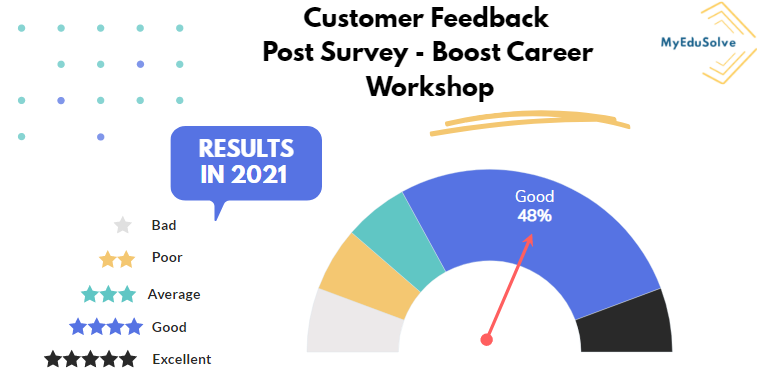 Customer Feedback
Post Survey - Boost Career
Workshop
MyEduSolve
RESULTS
IN 2021
Bad
Poor
Average
Good
Excellent
Good
48%